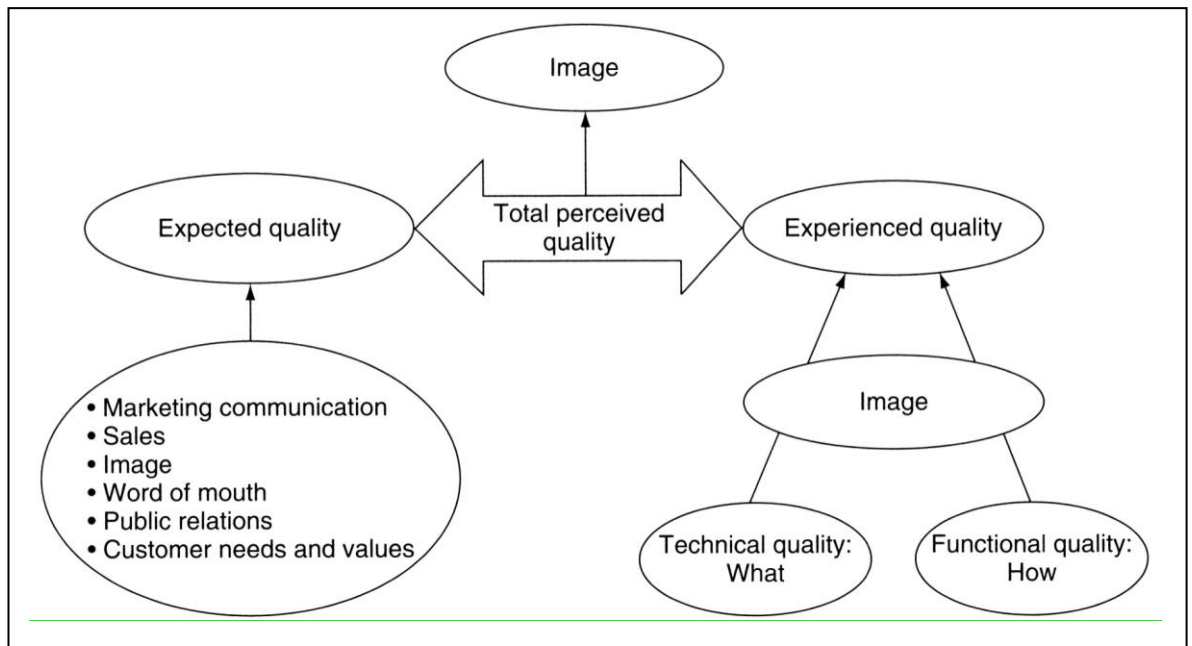 Image
Expected quality
Total perceived
quality
Experienced quality
• Marketing communication
• Sales
• Image
• Word of mouth
• Public relations
• Customer needs and values
Image
Technical quality:
What
Functional quality:
How